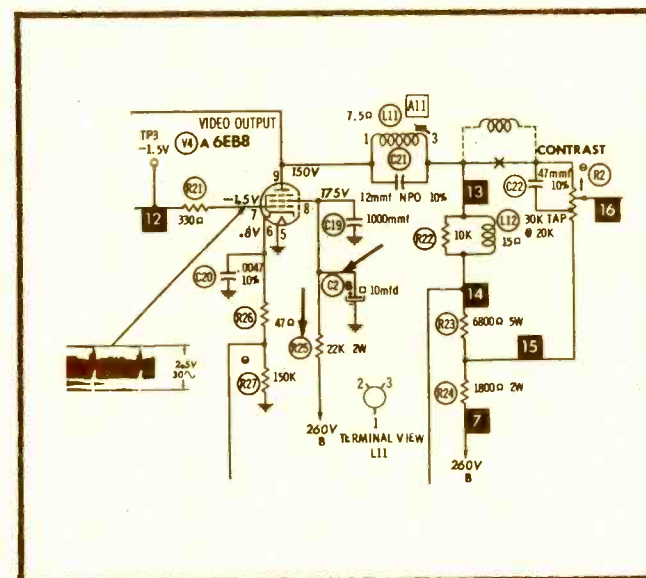 VIDEO OUTPUT
V4 A 6EB8
TP3
-1.5V
7.5Ω L11 A11
1 3
C21
12mmf NPO 10%
CONTRAST
9 150V
R21
330Ω
12
-1.5V
7
.8V
6 5
8 175V
C19 1000mmf
C20 .0047
10%
C2 10mfd
R26 47Ω
R25 22K 2W
R27 150K
2.5V
30
260V
B
2 3
1
TERMINAL VIEW
L11
13
R22 10K
L12
15Ω
C22 47mmf
10%
R2
16
30K TAP
@ 20K
14
R23 6800Ω 5W
15
R24 1800Ω 2W
7
260V
B